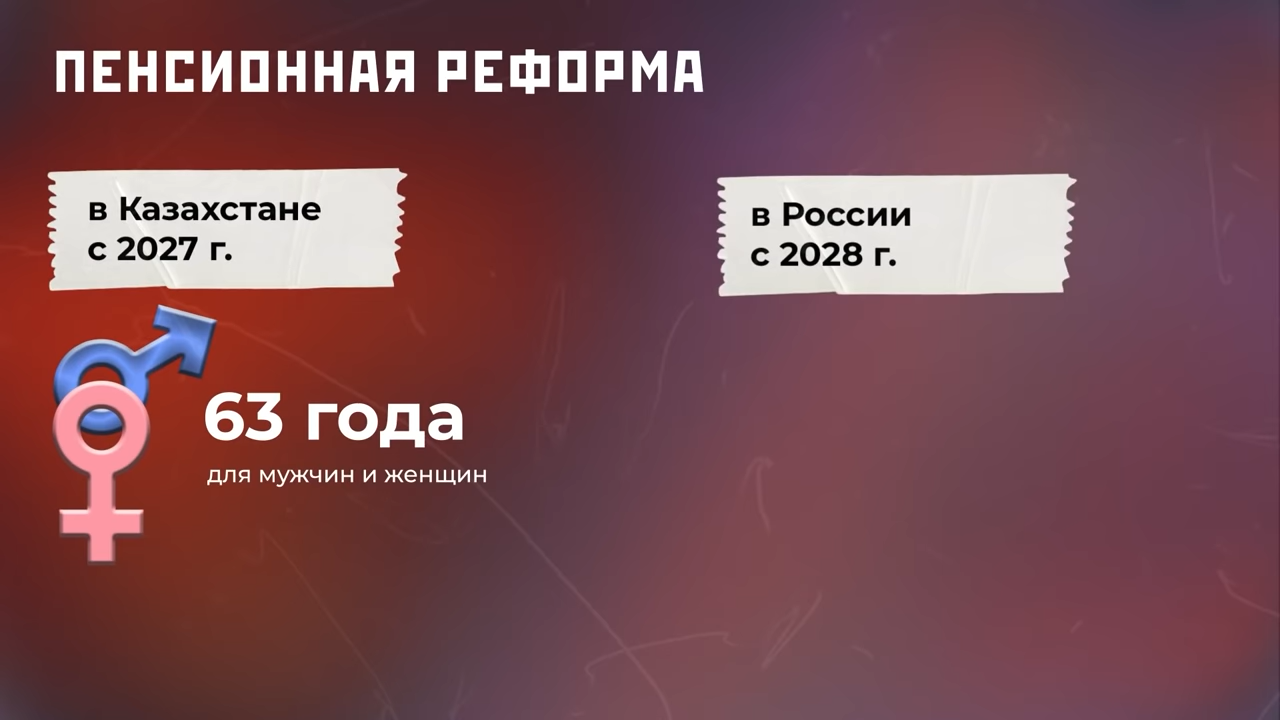 ПЕНСИОННАЯ РЕФОРМА
в Казахстане
с 2027 г.
в России
с 2028 г.
63 года
для мужчин и женщин